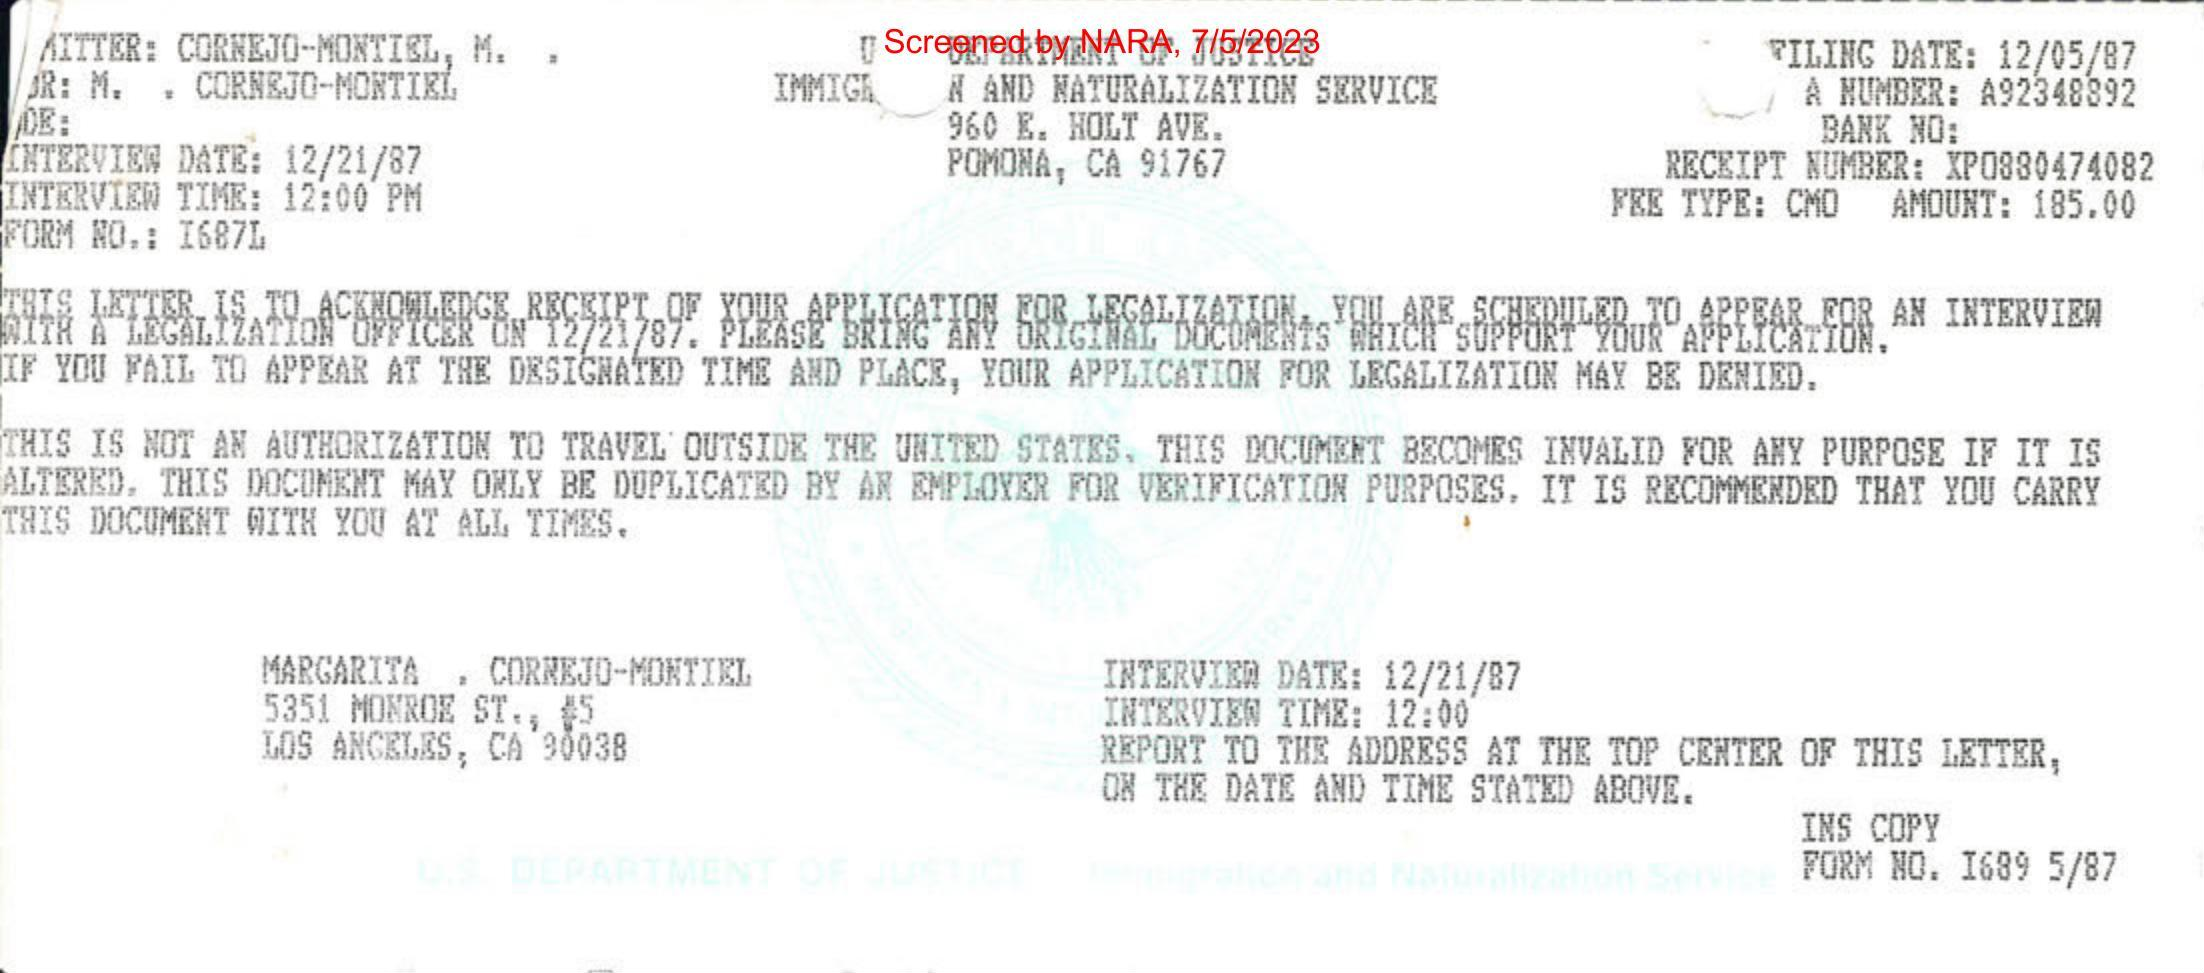 MITTER: CORNEJO-MONTIEL, M. .
OR: M. . CORNEJO-MONTIEL
DE:
INTERVIEW DATE: 12/21/87
INTERVIEW TIME: 12:00 PM
FORM NO.: I687L
Screened by NARA, 7/5/2023
U DEPARTMENT OF JUSTICE
IMMIGR N AND NATURALIZATION SERVICE
960 E. HOLT AVE.
POMONA, CA 91767
FILING DATE: 12/05/87
A NUMBER: A92348892
BANK NO:
RECEIPT NUMBER: XPO880474082
FEE TYPE: CMO AMOUNT: 185.00
THIS LETTER IS TO ACKNOWLEDGE RECEIPT OF YOUR APPLICATION FOR LEGALIZATION. YOU ARE SCHEDULED TO APPEAR FOR AN INTERVIEW
WITH A LEGALIZATION OFFICER ON 12/21/87. PLEASE BRING ANY ORIGINAL DOCUMENTS WHICH SUPPORT YOUR APPLICATION.
IF YOU FAIL TO APPEAR AT THE DESIGNATED TIME AND PLACE, YOUR APPLICATION FOR LEGALIZATION MAY BE DENIED.
THIS IS NOT AN AUTHORIZATION TO TRAVEL OUTSIDE THE UNITED STATES. THIS DOCUMENT BECOMES INVALID FOR ANY PURPOSE IF IT IS
ALTERED. THIS DOCUMENT MAY ONLY BE DUPLICATED BY AN EMPLOYER FOR VERIFICATION PURPOSES. IT IS RECOMMENDED THAT YOU CARRY
THIS DOCUMENT WITH YOU AT ALL TIMES.
MARGARITA . CORNEJO-MONTIEL
5351 MONROE ST., #5
LOS ANGELES, CA 90038
INTERVIEW DATE: 12/21/87
INTERVIEW TIME: 12:00
REPORT TO THE ADDRESS AT THE TOP CENTER OF THIS LETTER,
ON THE DATE AND TIME STATED ABOVE.
INS COPY
FORM NO. I689 5/87
U.S. DEPARTMENT OF JUSTICE Immigration and Naturalization Service